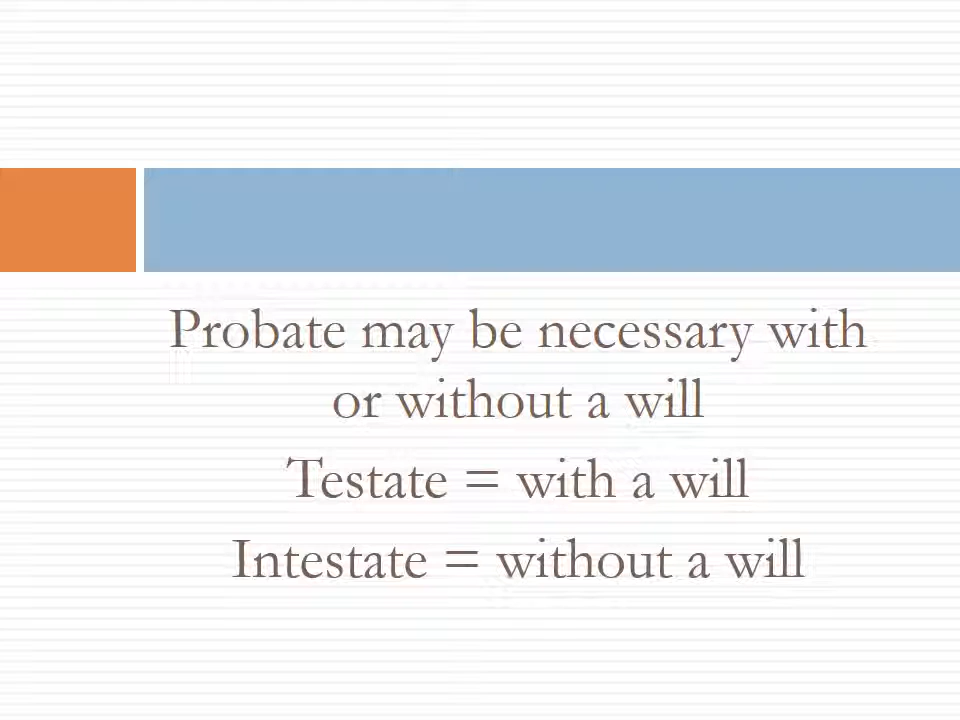 Probate may be necessary with
or without a will
Testate = with a will
Intestate = without a will